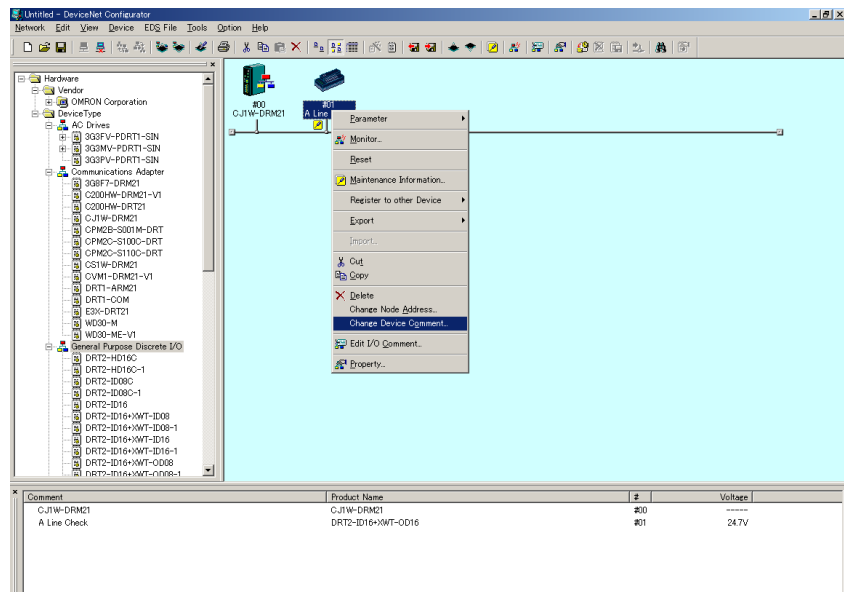 Untitled - DeviceNet Configurator
Network Edit View Device EDS File Tools Option Help
Hardware
Vendor
OMRON Corporation
DeviceType
AC Drives
3G3FV-PDRT1-SIN
3G3MV-PDRT1-SIN
3G3PV-PDRT1-SIN
Communications Adapter
3G8F7-DRM21
C200HW-DRM21-V1
C200HW-DRT21
CJ1W-DRM21
CPM2B-S001M-DRT
CPM2C-S100C-DRT
CPM2C-S110C-DRT
CS1W-DRM21
CVM1-DRM21-V1
DRT1-ARM21
DRT1-COM
E3X-DRT21
WD30-M
WD30-ME-V1
General Purpose Discrete I/O
DRT2-HD16C
DRT2-HD16C-1
DRT2-ID08C
DRT2-ID08C-1
DRT2-ID16
DRT2-ID16+XWT-ID08
DRT2-ID16+XWT-ID08-1
DRT2-ID16+XWT-ID16
DRT2-ID16+XWT-ID16-1
DRT2-ID16+XWT-OD08
DRT2-ID16+XWT-OD08-1
#00
CJ1W-DRM21
#01
A Line
Parameter
Monitor...
Reset
Maintenance Information...
Register to other Device
Export
Import...
Cut
Copy
Delete
Change Node Address...
Change Device Comment...
Edit I/O Comment...
Property...
Comment Product Name # Voltage
CJ1W-DRM21 CJ1W-DRM21 #00 -----
A Line Check DRT2-ID16+XWT-OD16 #01 24.7V